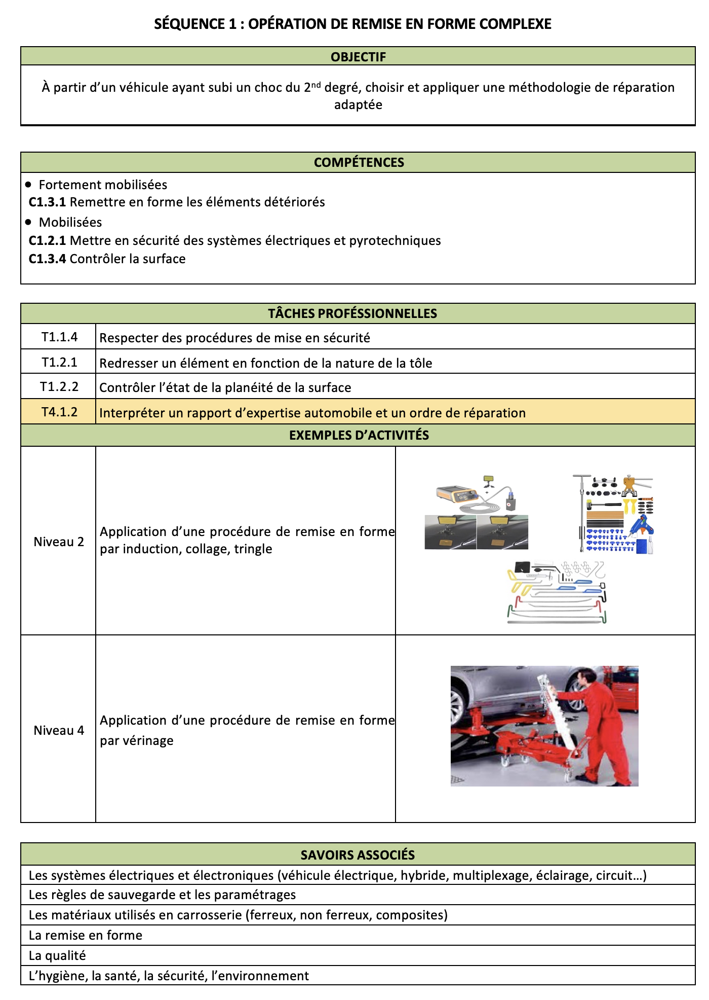 SÉQUENCE 1 : OPÉRATION DE REMISE EN FORME COMPLEXE
OBJECTIF
À partir d’un véhicule ayant subi un choc du 2nd degré, choisir et appliquer une méthodologie de réparation
adaptée
COMPÉTENCES
• Fortement mobilisées
C1.3.1 Remettre en forme les éléments détériorés
• Mobilisées
C1.2.1 Mettre en sécurité des systèmes électriques et pyrotechniques
C1.3.4 Contrôler la surface
TÂCHES PROFÉSSIONNELLES
T1.1.4 Respecter des procédures de mise en sécurité
T1.2.1 Redresser un élément en fonction de la nature de la tôle
T1.2.2 Contrôler l’état de la planéité de la surface
T4.1.2 Interpréter un rapport d’expertise automobile et un ordre de réparation
EXEMPLES D’ACTIVITÉS
Niveau 2
Application d’une procédure de remise en forme
par induction, collage, tringle
Niveau 4
Application d’une procédure de remise en forme
par vérinage
SAVOIRS ASSOCIÉS
Les systèmes électriques et électroniques (véhicule électrique, hybride, multiplexage, éclairage, circuit…)
Les règles de sauvegarde et les paramétrages
Les matériaux utilisés en carrosserie (ferreux, non ferreux, composites)
La remise en forme
La qualité
L’hygiène, la santé, la sécurité, l’environnement